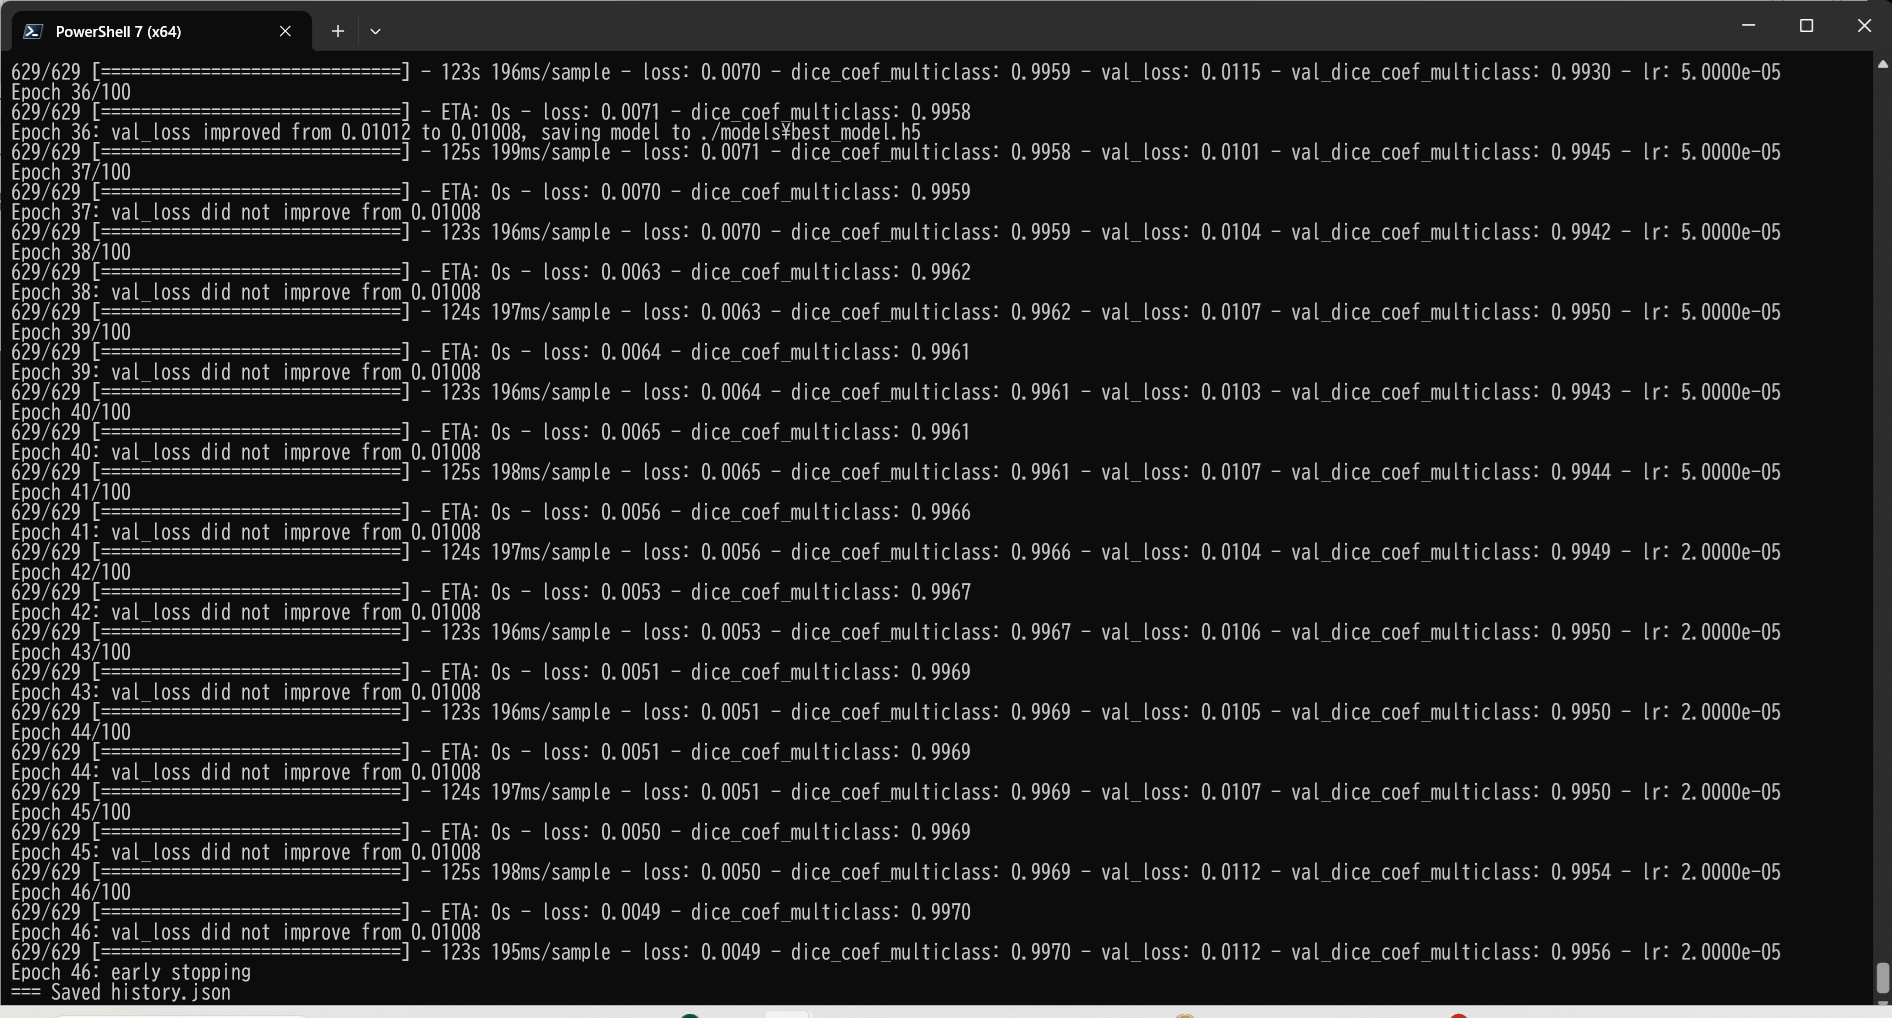 PowerShell 7 (x64)
629/629 [==============================] - 123s 196ms/sample - loss: 0.0070 - dice_coef_multiclass: 0.9959 - val_loss: 0.0115 - val_dice_coef_multiclass: 0.9930 - lr: 5.0000e-05
Epoch 36/100
629/629 [==============================] - ETA: 0s - loss: 0.0071 - dice_coef_multiclass: 0.9958
Epoch 36: val_loss improved from 0.01012 to 0.01008, saving model to ./models¥best_model.h5
629/629 [==============================] - 125s 199ms/sample - loss: 0.0071 - dice_coef_multiclass: 0.9958 - val_loss: 0.0101 - val_dice_coef_multiclass: 0.9945 - lr: 5.0000e-05
Epoch 37/100
629/629 [==============================] - ETA: 0s - loss: 0.0070 - dice_coef_multiclass: 0.9959
Epoch 37: val_loss did not improve from 0.01008
629/629 [==============================] - 123s 196ms/sample - loss: 0.0070 - dice_coef_multiclass: 0.9959 - val_loss: 0.0104 - val_dice_coef_multiclass: 0.9942 - lr: 5.0000e-05
Epoch 38/100
629/629 [==============================] - ETA: 0s - loss: 0.0063 - dice_coef_multiclass: 0.9962
Epoch 38: val_loss did not improve from 0.01008
629/629 [==============================] - 124s 197ms/sample - loss: 0.0063 - dice_coef_multiclass: 0.9962 - val_loss: 0.0107 - val_dice_coef_multiclass: 0.9950 - lr: 5.0000e-05
Epoch 39/100
629/629 [==============================] - ETA: 0s - loss: 0.0064 - dice_coef_multiclass: 0.9961
Epoch 39: val_loss did not improve from 0.01008
629/629 [==============================] - 123s 196ms/sample - loss: 0.0064 - dice_coef_multiclass: 0.9961 - val_loss: 0.0103 - val_dice_coef_multiclass: 0.9943 - lr: 5.0000e-05
Epoch 40/100
629/629 [==============================] - ETA: 0s - loss: 0.0065 - dice_coef_multiclass: 0.9961
Epoch 40: val_loss did not improve from 0.01008
629/629 [==============================] - 125s 198ms/sample - loss: 0.0065 - dice_coef_multiclass: 0.9961 - val_loss: 0.0107 - val_dice_coef_multiclass: 0.9944 - lr: 5.0000e-05
Epoch 41/100
629/629 [==============================] - ETA: 0s - loss: 0.0056 - dice_coef_multiclass: 0.9966
Epoch 41: val_loss did not improve from 0.01008
629/629 [==============================] - 124s 197ms/sample - loss: 0.0056 - dice_coef_multiclass: 0.9966 - val_loss: 0.0104 - val_dice_coef_multiclass: 0.9949 - lr: 2.0000e-05
Epoch 42/100
629/629 [==============================] - ETA: 0s - loss: 0.0053 - dice_coef_multiclass: 0.9967
Epoch 42: val_loss did not improve from 0.01008
629/629 [==============================] - 123s 196ms/sample - loss: 0.0053 - dice_coef_multiclass: 0.9967 - val_loss: 0.0106 - val_dice_coef_multiclass: 0.9950 - lr: 2.0000e-05
Epoch 43/100
629/629 [==============================] - ETA: 0s - loss: 0.0051 - dice_coef_multiclass: 0.9969
Epoch 43: val_loss did not improve from 0.01008
629/629 [==============================] - 123s 196ms/sample - loss: 0.0051 - dice_coef_multiclass: 0.9969 - val_loss: 0.0105 - val_dice_coef_multiclass: 0.9950 - lr: 2.0000e-05
Epoch 44/100
629/629 [==============================] - ETA: 0s - loss: 0.0051 - dice_coef_multiclass: 0.9969
Epoch 44: val_loss did not improve from 0.01008
629/629 [==============================] - 124s 197ms/sample - loss: 0.0051 - dice_coef_multiclass: 0.9969 - val_loss: 0.0107 - val_dice_coef_multiclass: 0.9950 - lr: 2.0000e-05
Epoch 45/100
629/629 [==============================] - ETA: 0s - loss: 0.0050 - dice_coef_multiclass: 0.9969
Epoch 45: val_loss did not improve from 0.01008
629/629 [==============================] - 125s 198ms/sample - loss: 0.0050 - dice_coef_multiclass: 0.9969 - val_loss: 0.0112 - val_dice_coef_multiclass: 0.9954 - lr: 2.0000e-05
Epoch 46/100
629/629 [==============================] - ETA: 0s - loss: 0.0049 - dice_coef_multiclass: 0.9970
Epoch 46: val_loss did not improve from 0.01008
629/629 [==============================] - 123s 195ms/sample - loss: 0.0049 - dice_coef_multiclass: 0.9970 - val_loss: 0.0112 - val_dice_coef_multiclass: 0.9956 - lr: 2.0000e-05
Epoch 46: early stopping
=== Saved history.json